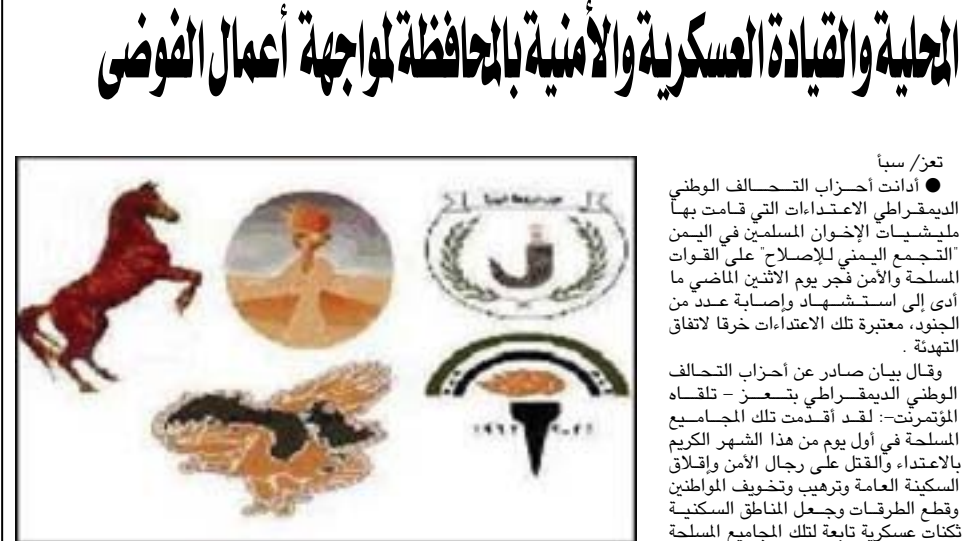 المحلية والقيادة العسكرية والأمنية بالمحافظة لمواجهة أعمال الفوضى
تعز/ سبأ
● أدانت أحزاب التحالف الوطني
الديمقراطي الاعتداءات التي قامت بها
مليشيات الإخوان المسلمين في اليمن
"التجمع اليمني للإصلاح" على القوات
المسلحة والأمن فجر يوم الاثنين الماضي ما
أدى إلى استشهاد وإصابة عدد من
الجنود، معتبرة تلك الاعتداءات خرقا لاتفاق
التهدئة .
وقال بيان صادر عن أحزاب التحالف
الوطني الديمقراطي بتعز – تلقاه
المؤتمرنت–: لقد أقدمت تلك المجاميع
المسلحة في أول يوم من هذا الشهر الكريم
بالاعتداء والقتل على رجال الأمن وإقلاق
السكينة العامة وترهيب وتخويف المواطنين
وقطع الطرقات وجعل المناطق السكنية
ثكنات عسكرية تابعة لتلك المجاميع المسلحة